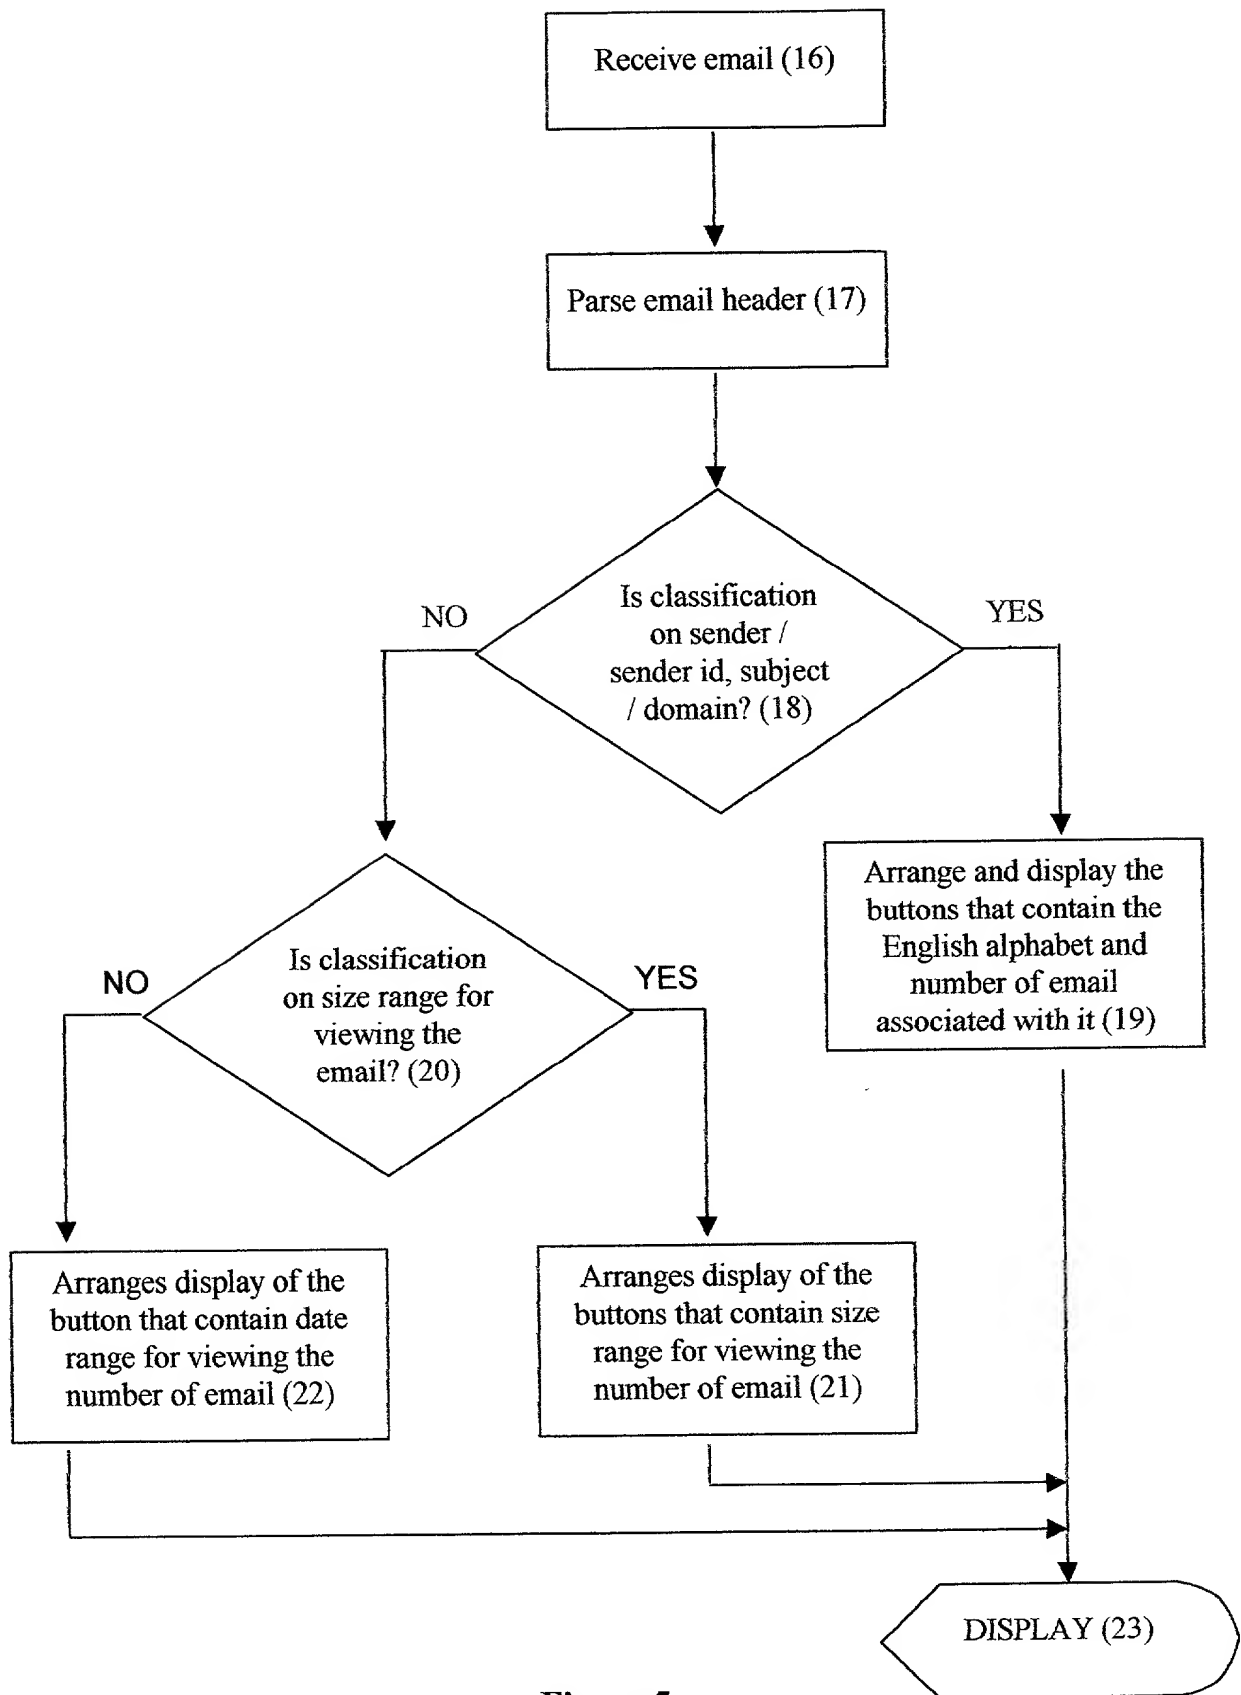 Receive email (16)
Parse email header (17)
Is classification
on sender /
sender id, subject
/ domain? (18)
NO
YES
Arrange and display the
buttons that contain the
English alphabet and
number of email
associated with it (19)
Is classification
on size range for
viewing the
email? (20)
NO
YES
Arranges display of the
button that contain date
range for viewing the
number of email (22)
Arranges display of the
buttons that contain size
range for viewing the
number of email (21)
DISPLAY (23)